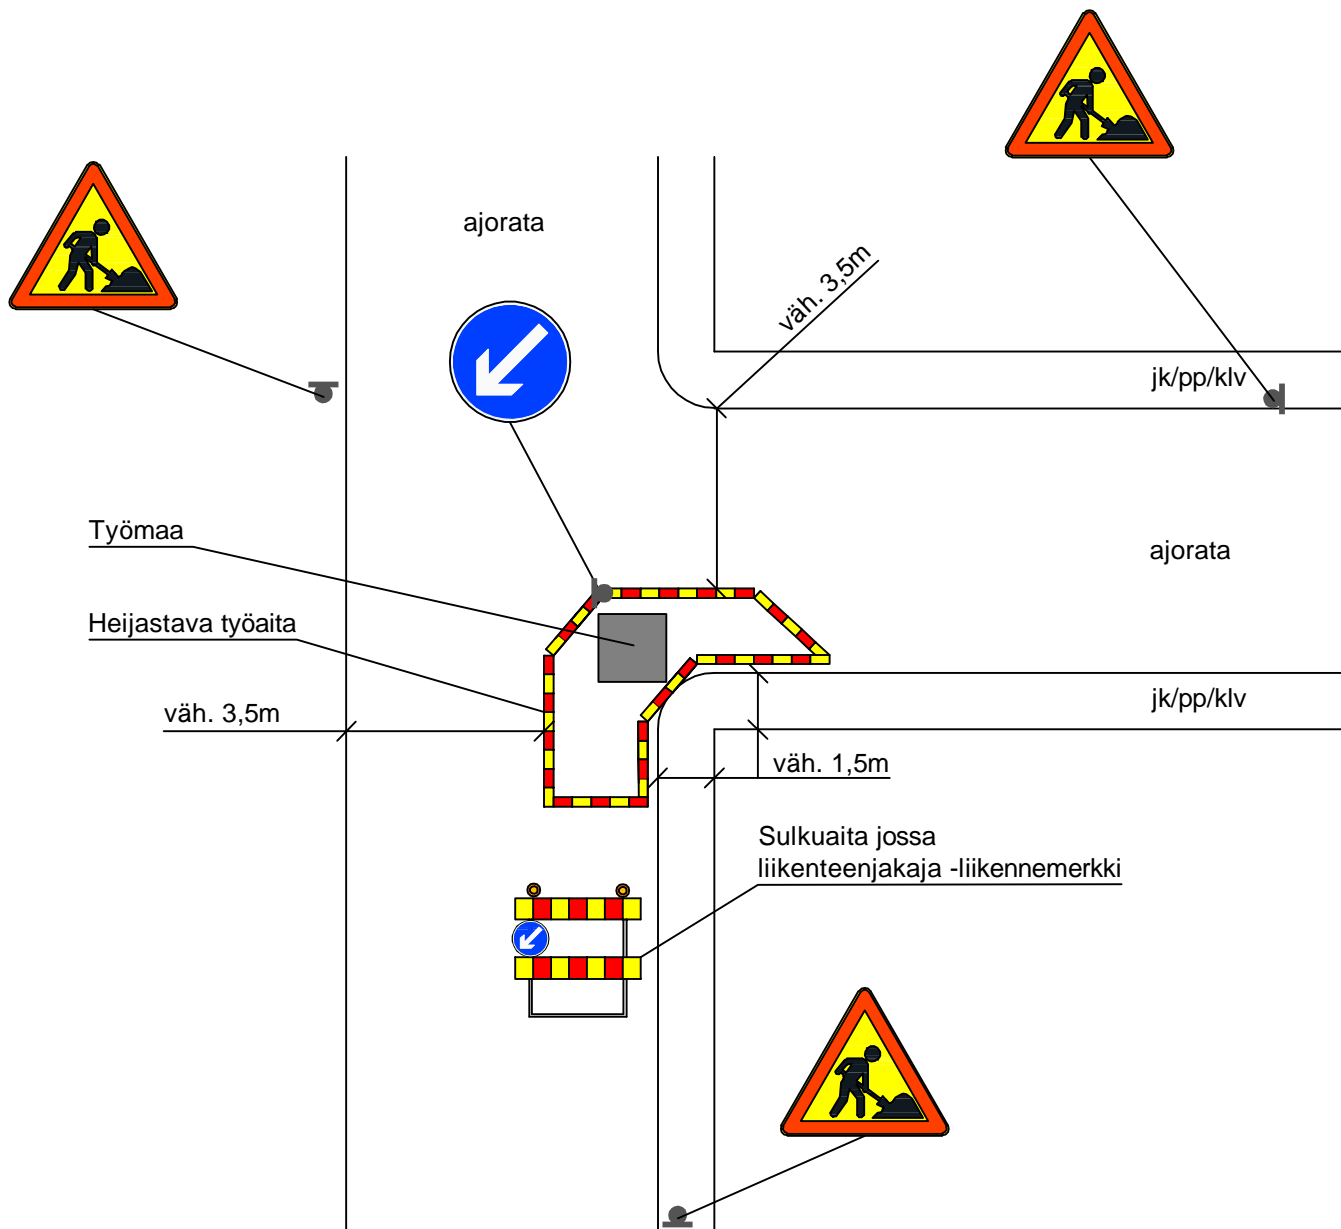 ajorata
väh. 3,5m
jk/pp/klv
Työmaa
ajorata
Heijastava työaita
väh. 3,5m
jk/pp/klv
väh. 1,5m
Sulkuaita jossa
liikenteenjakaja -liikennemerkki